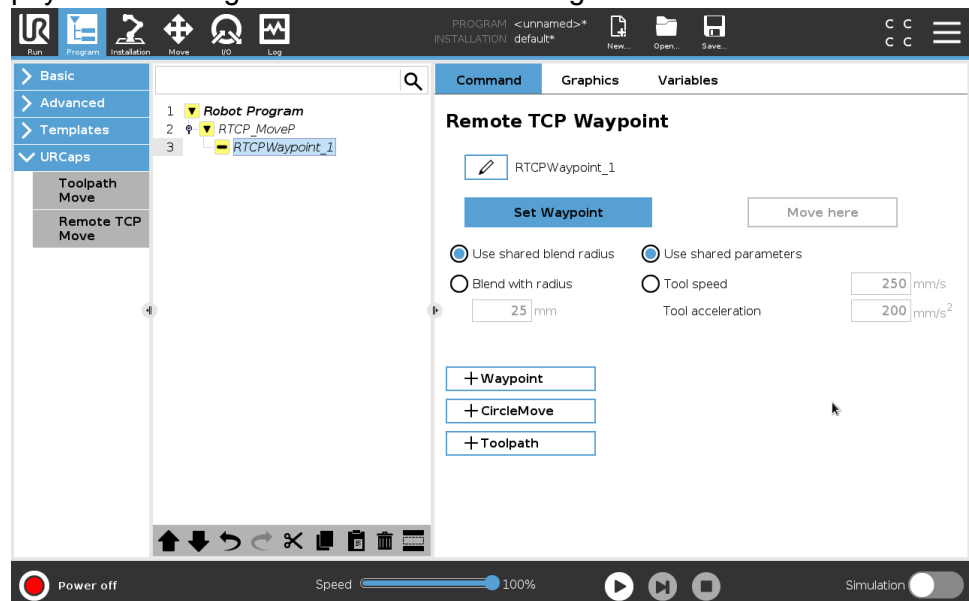 PROGRAM <unnamed>*
INSTALLATION default*
Run
Program
Installation
Move
I/O
Log
New...
Open...
Save...
C C
C C
Basic
Advanced
Templates
URCaps
Toolpath
Move
Remote TCP
Move
1 Robot Program
2 RTCP_MoveP
3 RTCPWaypoint_1
Command Graphics Variables
Remote TCP Waypoint
RTCPWaypoint_1
Set Waypoint
Move here
Use shared blend radius
Use shared parameters
Blend with radius
Tool speed 250 mm/s
25 mm
Tool acceleration 200 mm/s²
+ Waypoint
+ CircleMove
+ Toolpath
Power off
Speed 100%
Simulation